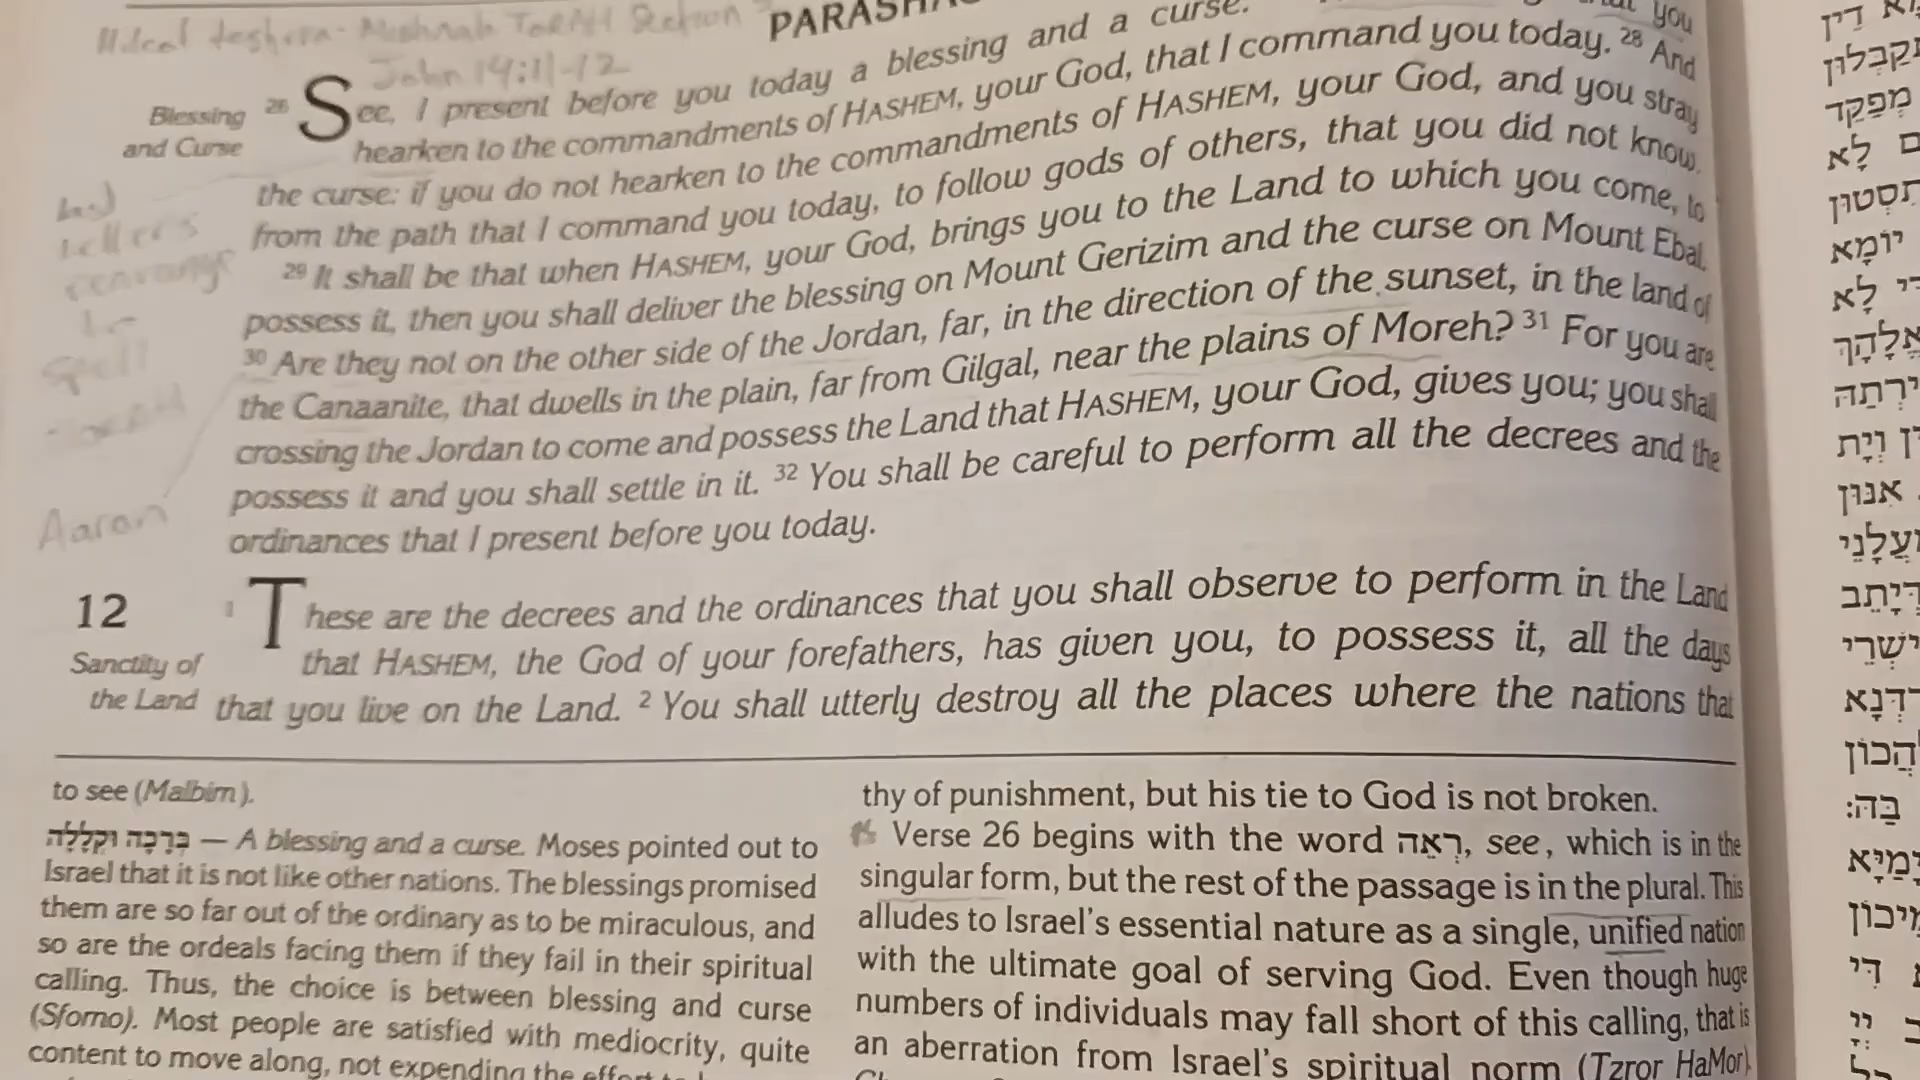 PARASHA
John 14:11-12
you
Blessing
and Curse
26 See, I present before you today a blessing and a curse.
hearken to the commandments of HASHEM, your God, that I command you today. 28 And
the curse: if you do not hearken to the commandments of HASHEM, your God, and you stray
from the path that I command you today, to follow gods of others, that you did not know.
29 It shall be that when HASHEM, your God, brings you to the Land to which you come, to
possess it, then you shall deliver the blessing on Mount Gerizim and the curse on Mount Ebal.
30 Are they not on the other side of the Jordan, far, in the direction of the sunset, in the land of
the Canaanite, that dwells in the plain, far from Gilgal, near the plains of Moreh? 31 For you are
crossing the Jordan to come and possess the Land that HASHEM, your God, gives you; you shall
possess it and you shall settle in it. 32 You shall be careful to perform all the decrees and the
ordinances that I present before you today.
letters
Aaron
12
Sanctity of
the Land
1 These are the decrees and the ordinances that you shall observe to perform in the Land
that HASHEM, the God of your forefathers, has given you, to possess it, all the days
that you live on the Land. 2 You shall utterly destroy all the places where the nations that
to see (Malbim).
בְּרָכָה וּקְלָלָה — A blessing and a curse. Moses pointed out to
Israel that it is not like other nations. The blessings promised
them are so far out of the ordinary as to be miraculous, and
so are the ordeals facing them if they fail in their spiritual
calling. Thus, the choice is between blessing and curse
(Sforno). Most people are satisfied with mediocrity, quite
content to move along, not expending the effort to
thy of punishment, but his tie to God is not broken.
Verse 26 begins with the word רְאֵה, see, which is in the
singular form, but the rest of the passage is in the plural. This
alludes to Israel's essential nature as a single, unified nation
with the ultimate goal of serving God. Even though huge
numbers of individuals may fall short of this calling, that is
an aberration from Israel's spiritual norm (Tzror HaMor).
דִין
לָא
יוֹמָא
לָא
וְיָת
אִנּוּן
בַּהּ:
דִּי
יְיָ